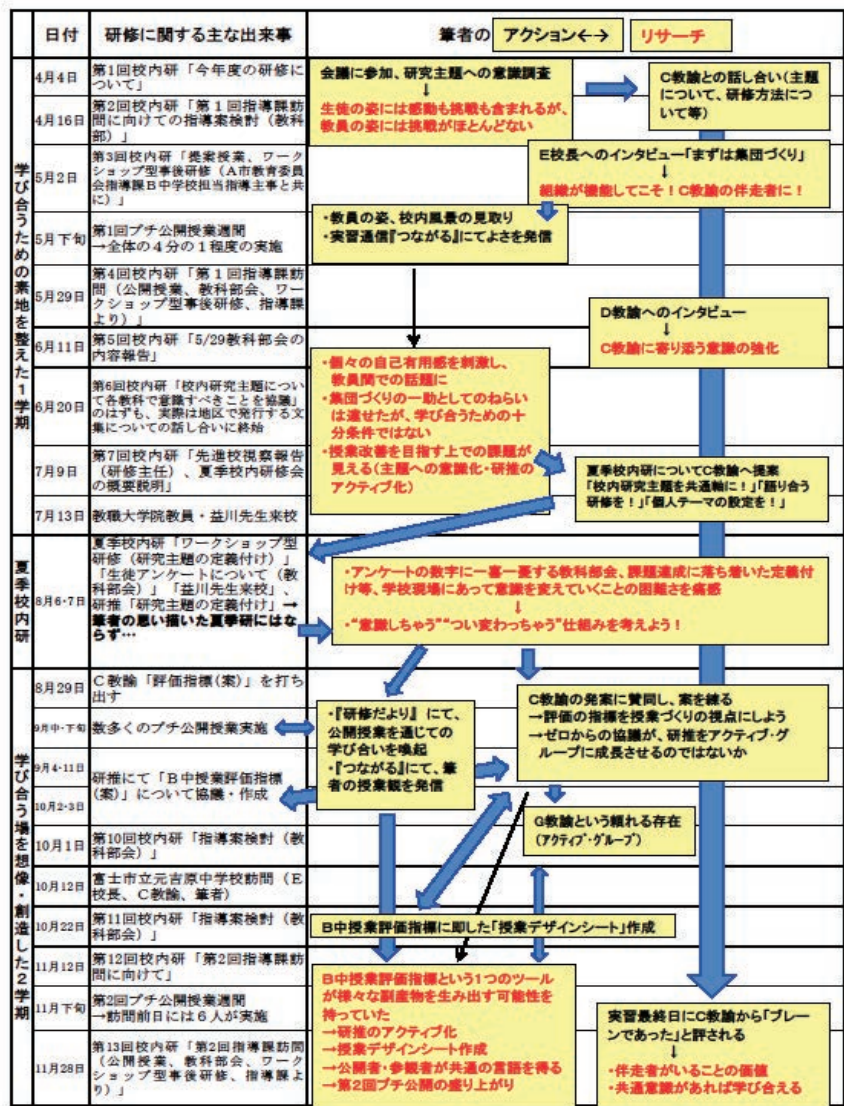 日付
研修に関する主な出来事
筆者の アクション←→ リサーチ
学び合うための素地を整えた1学期
4月4日
第1回校内研「今年度の研修に
ついて」
4月16日
第2回校内研「第１回指導課訪
問に向けての指導案検討（教科
部）」
5月2日
第3回校内研「提案授業、ワーク
ショップ型事後研修（A市教育委員
会指導課B中学校担当指導主事と共
に）」
5月下旬
第1回プチ公開授業週間
→全体の４分の１程度の実施
5月29日
第4回校内研「第１回指導課訪
問（公開授業、教科部会、ワー
クショップ型事後研修、指導課
より）」
6月11日
第5回校内研「5/29教科部会の
内容報告」
6月20日
第6回校内研「校内研究主題につい
て各教科で意識すべきことを協議」
のはずも、実際は地区で発行する文
集についての話し合いに終始
7月9日
第7回校内研「先進校視察報告
（研修主任）、夏季校内研修会
の概要説明」
7月13日
教職大学院教員・益川先生来校
会議に参加、研究主題への意識調査
↓
生徒の姿には感動も挑戦も含まれるが、
教員の姿には挑戦がほとんどない
C教諭との話し合い（主題
について、研修方法につ
いて等）
E校長へのインタビュー「まずは集団づくり」
↓
組織が機能してこそ！C教諭の伴走者に！
・教員の姿、校内風景の見取り
・実習通信『つながる』にてよさを発信
D教諭へのインタビュー
↓
C教諭に寄り添う意識の強化
・個々の自己有用感を刺激し、
教員間での話題に
・集団づくりの一助としてのねらい
は達せたが、学び合うための十
分条件ではない
・授業改善を目指す上での課題が
見える（主題への意識化・研推の
アクティブ化）
夏季校内研についてC教諭へ提案
「校内研究主題を共通軸に！」「語り合う
研修を！」「個人テーマの設定を！」
夏季校内研
8月6・7日
夏季校内研「ワークショップ型
研修（研究主題の定義付け）」
「生徒アンケートについて（教
科部会）」「益川先生来校」、
研推「研究主題の定義付け」→
筆者の思い描いた夏季研にはな
らず…
・アンケートの数字に一喜一憂する教科部会、課題達成に落ち着いた定義付
け等、学校現場にあって意識を変えていくことの困難さを痛感
↓
・“意識しちゃう”“つい変わっちゃう”仕組みを考えよう！
学び合う場を想像・創造した2学期
8月29日
C教諭「評価指標(案)」を打ち
出す
9月中・下旬
数多くのプチ公開授業実施
9月4・11日
10月2・3日
研推にて「B中授業評価指標
（案）」について協議・作成
10月1日
第10回校内研「指導案検討（教
科部会）」
10月12日
富士市立元吉原中学校訪問（E
校長、C教諭、筆者）
10月22日
第11回校内研「指導案検討（教
科部会）」
11月12日
第12回校内研「第2回指導課訪
問に向けて」
11月下旬
第2回プチ公開授業週間
→訪問前日には６人が実施
11月28日
第13回校内研「第2回指導課訪問
（公開授業、教科部会、ワーク
ショップ型事後研修、指導課よ
り）」
・『研修だより』 にて、
公開授業を通じての
学び合いを喚起
・『つながる』にて、筆
者の授業観を発信
C教諭の発案に賛同し、案を練る
→評価の指標を授業づくりの視点にしよう
→ゼロからの協議が、研推をアクティブ・グ
ループに成長させるのではないか
G教諭という頼れる存在
（アクティブ・グループ）
B中授業評価指標に即した「授業デザインシート」作成
B中授業評価指標という1つのツール
が様々な副産物を生み出す可能性を
持っていた
→研推のアクティブ化
→授業デザインシート作成
→公開者・参観者が共通の言語を得る
→第2回プチ公開の盛り上がり
実習最終日にC教諭から「ブレー
ンであった」と評される
↓
・伴走者がいることの価値
・共通意識があれば学び合える